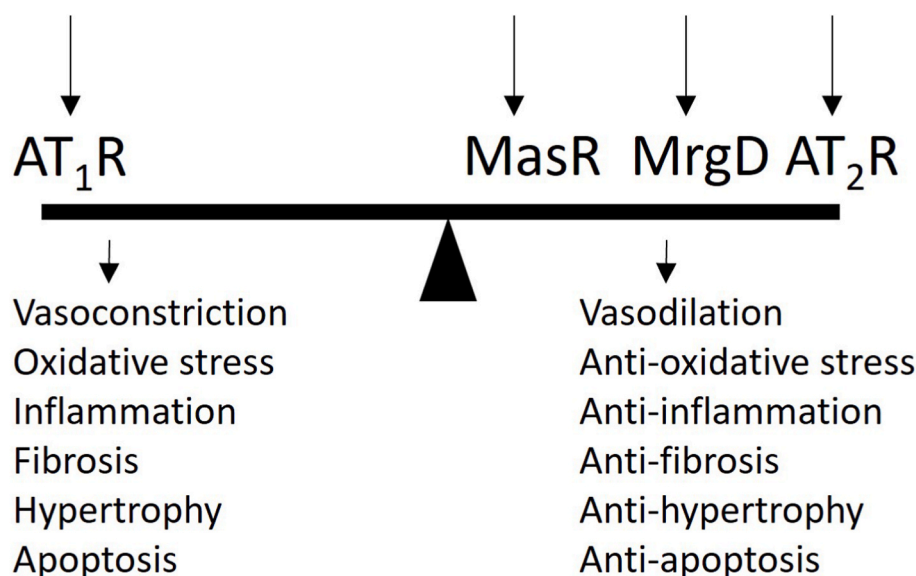 AT1R MasR MrgD AT2R
Vasoconstriction
Oxidative stress
Inflammation
Fibrosis
Hypertrophy
Apoptosis
Vasodilation
Anti-oxidative stress
Anti-inflammation
Anti-fibrosis
Anti-hypertrophy
Anti-apoptosis